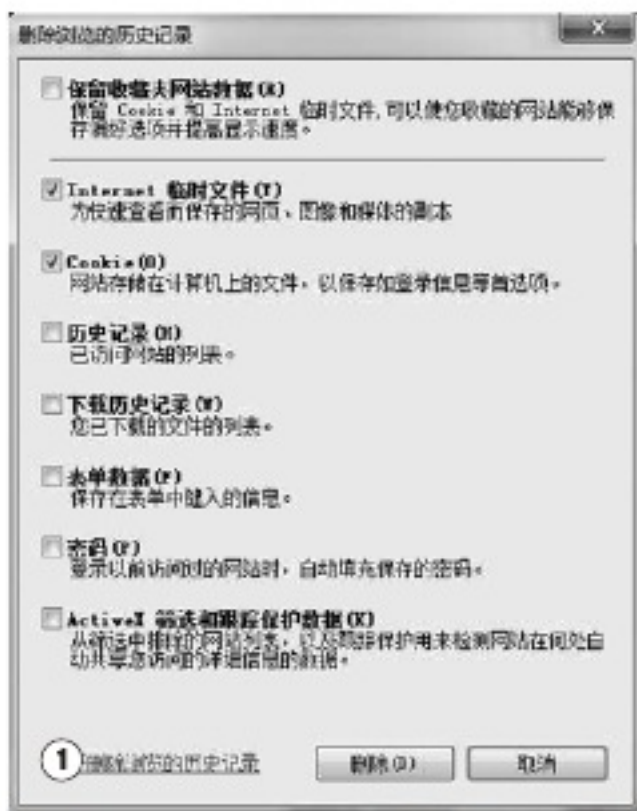 删除浏览的历史记录
保留收藏夹网站数据(R)
保留 Cookie 和 Internet 临时文件,可以使您收藏的网站能够保
存偏好选项并提高显示速度。
Internet 临时文件(T)
为快速查看而保存的网页、图像和媒体的副本
Cookie(O)
网站存储在计算机上的文件，以保存如登录信息等首选项。
历史记录(H)
已访问网站的列表。
下载历史记录(W)
您已下载的文件的列表。
表单数据(F)
保存在表单中键入的信息。
密码(P)
登录以前访问过的网站时，自动填充保存的密码。
ActiveX 筛选和跟踪保护数据(K)
从筛选中排除的网站列表，以及跟踪保护用来检测网站在何处自
动共享您访问的详细信息的数据。
1 删除浏览的历史记录 删除(D) 取消